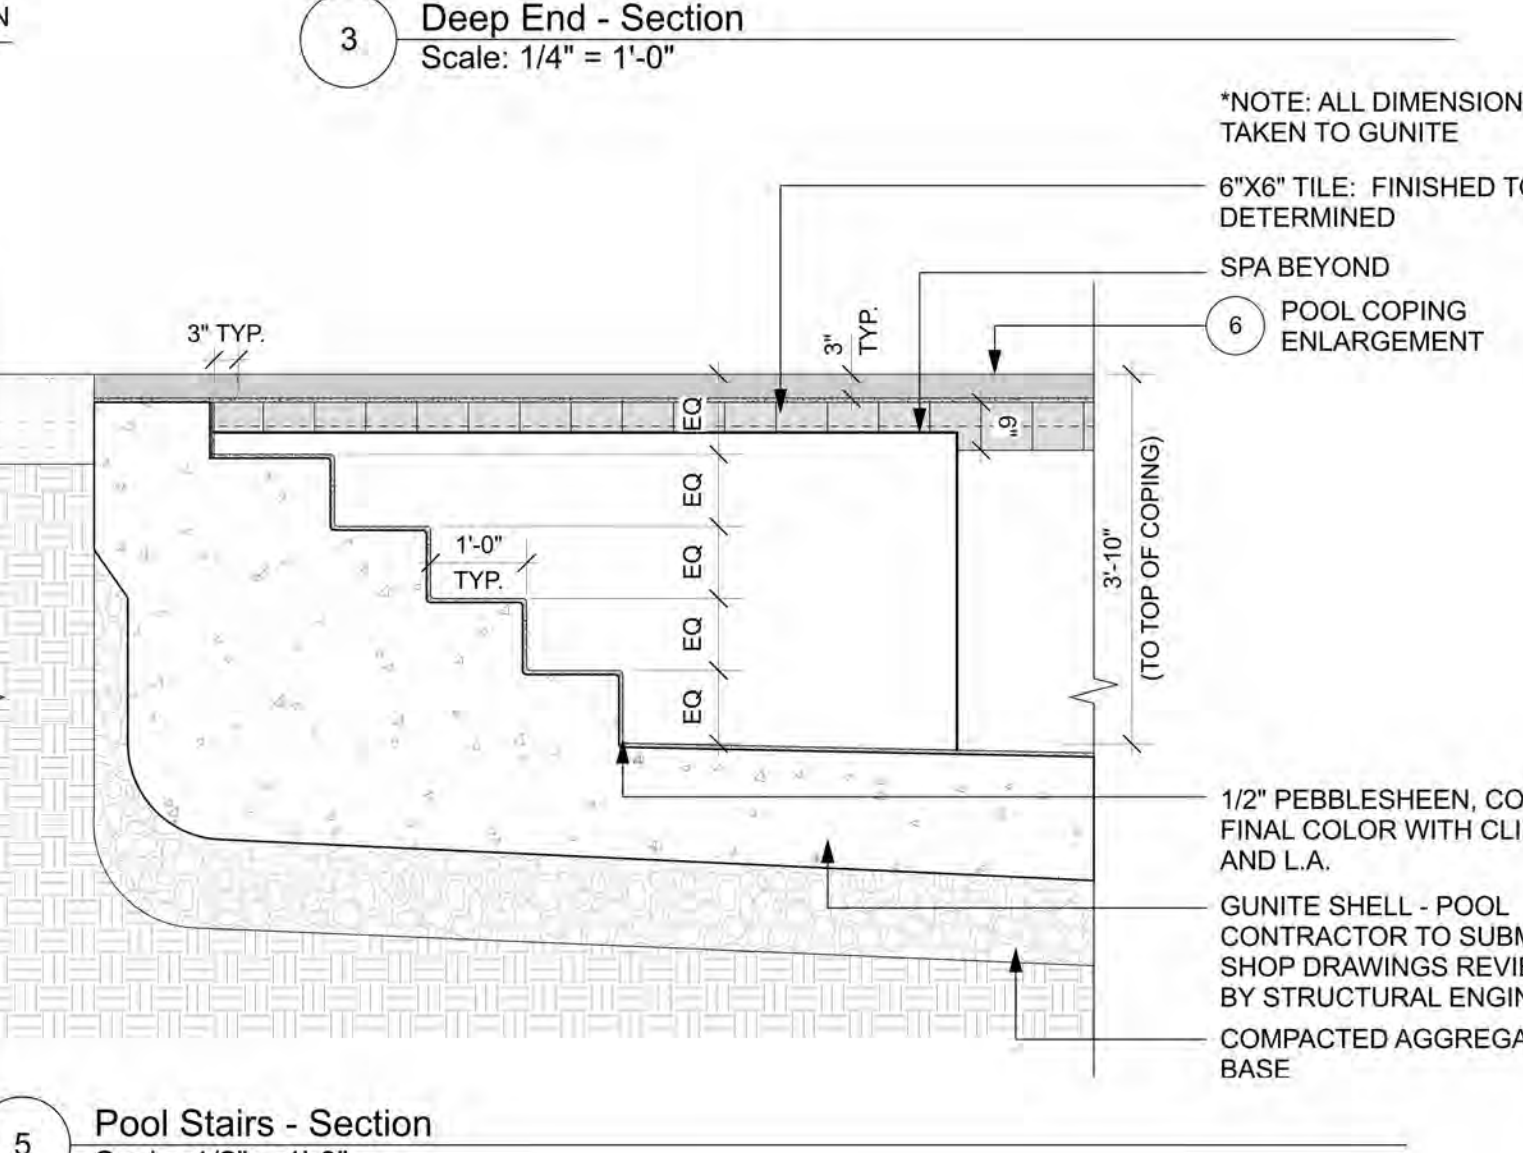 N
3
Deep End - Section
Scale: 1/4" = 1'-0"
*NOTE: ALL DIMENSION
TAKEN TO GUNITE
6"X6" TILE: FINISHED TO
DETERMINED
SPA BEYOND
6
POOL COPING
ENLARGEMENT
3" TYP.
3"
TYP.
EQ
6"
EQ
EQ
EQ
EQ
1'-0"
TYP.
3'-10"
(TO TOP OF COPING)
1/2" PEBBLESHEEN, CO
FINAL COLOR WITH CLI
AND L.A.
GUNITE SHELL - POOL
CONTRACTOR TO SUBM
SHOP DRAWINGS REVIE
BY STRUCTURAL ENGIN
COMPACTED AGGREGA
BASE
5
Pool Stairs - Section